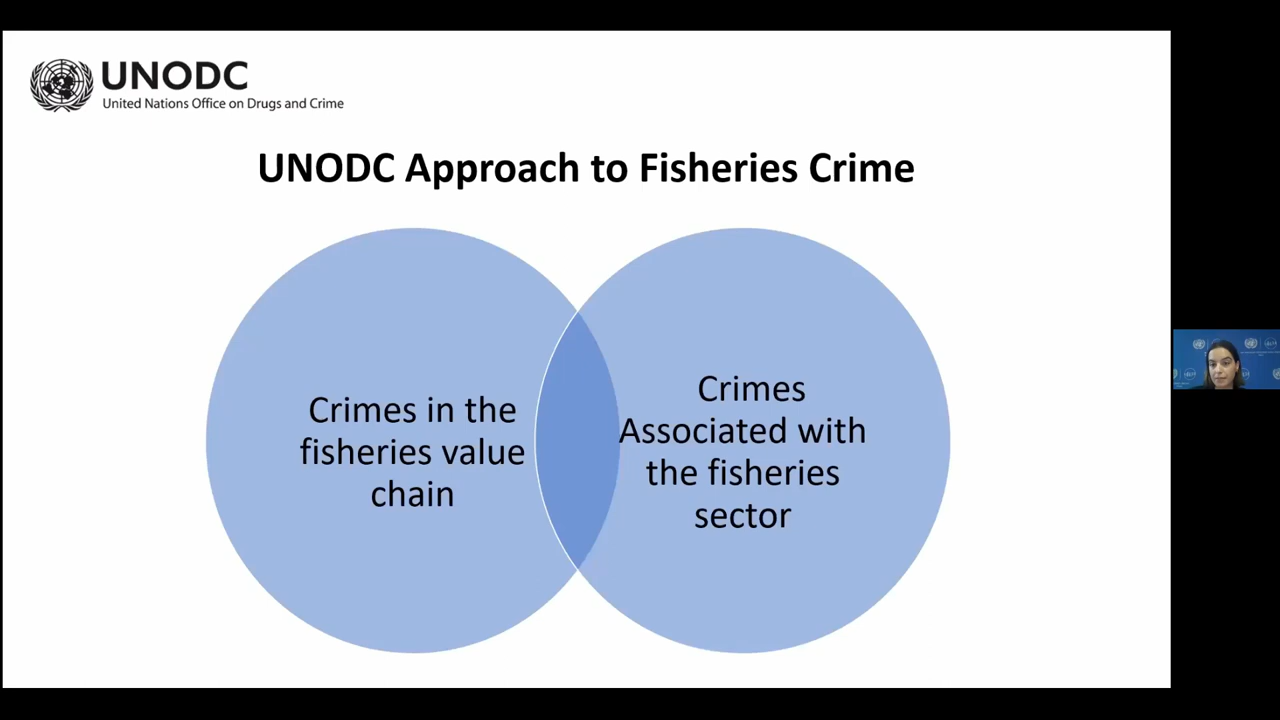 UNODC
United Nations Office on Drugs and Crime
UNODC Approach to Fisheries Crime
Crimes in the
fisheries value
chain
Crimes
Associated with
the fisheries
sector